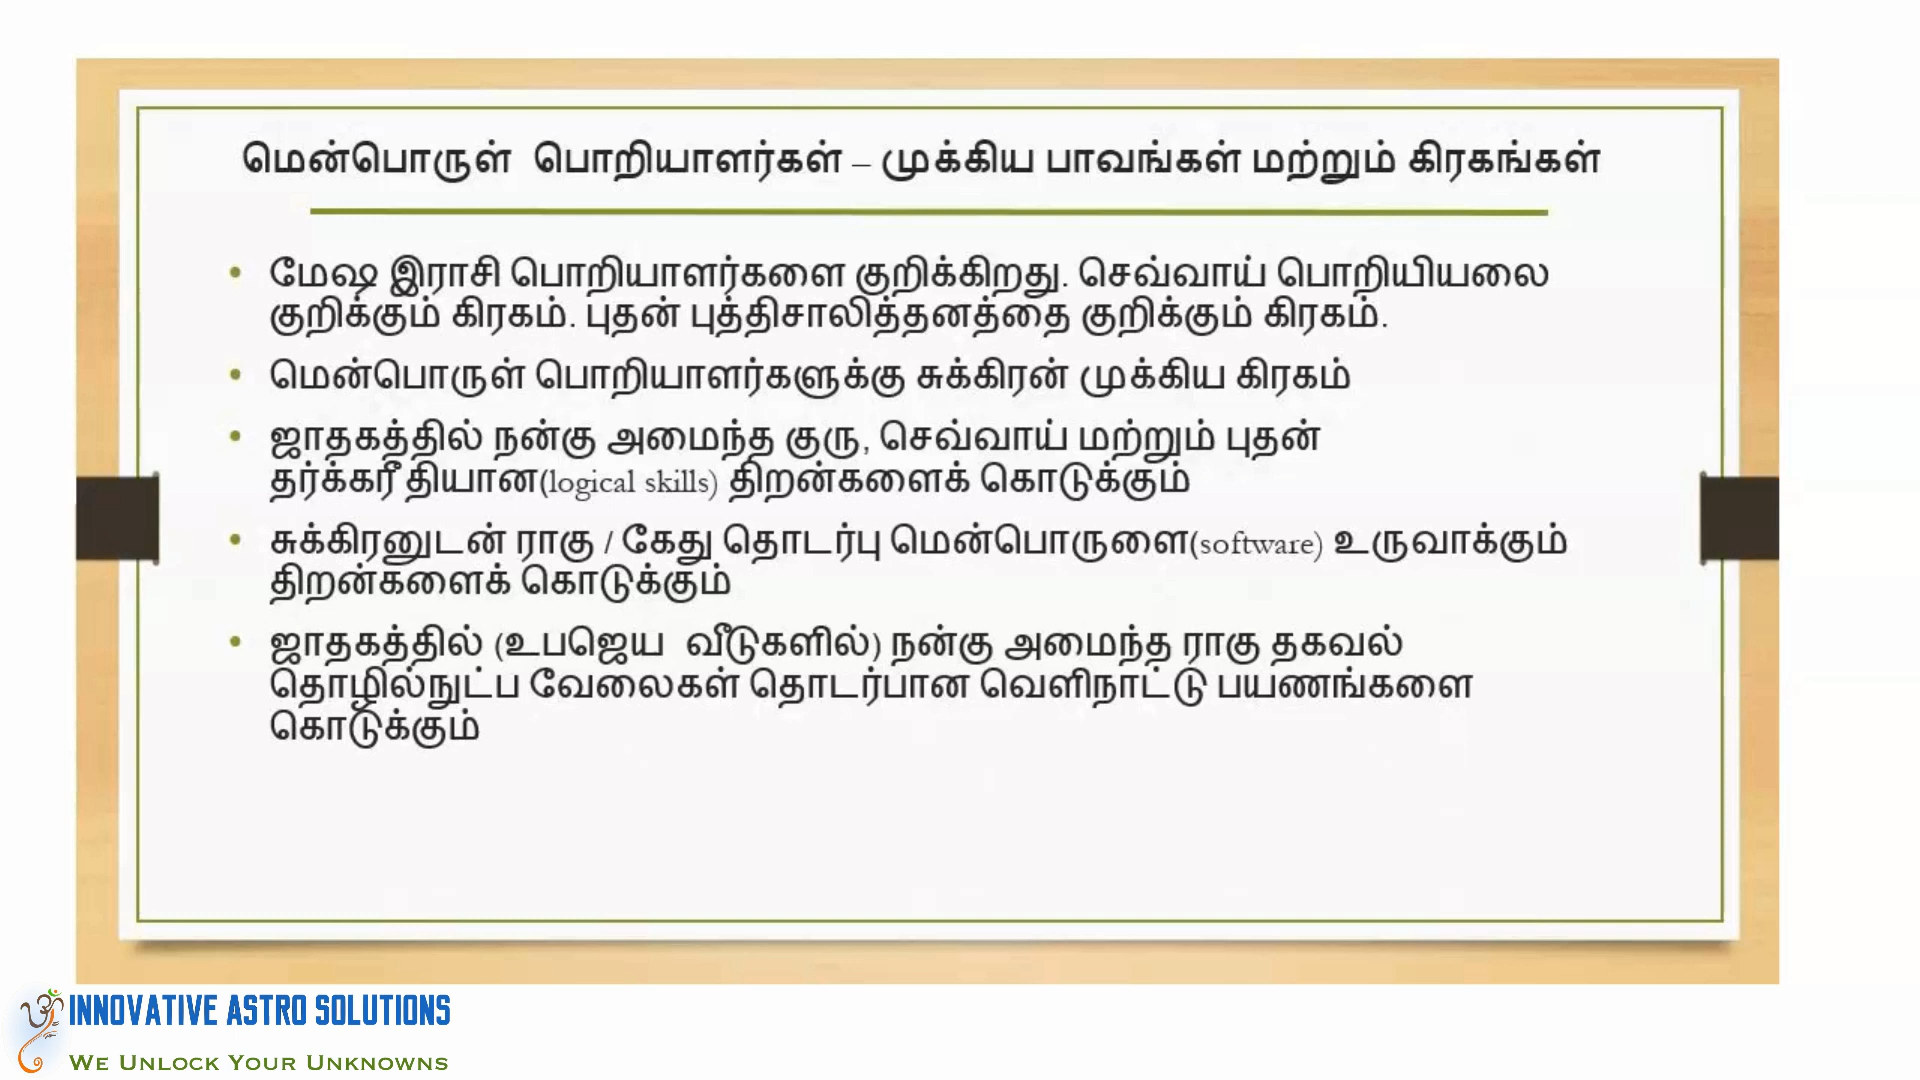 மென்பொருள் பொறியாளர்கள் – முக்கிய பாவங்கள் மற்றும் கிரகங்கள்
• மேஷ இராசி பொறியாளர்களை குறிக்கிறது. செவ்வாய் பொறியியலை
குறிக்கும் கிரகம். புதன் புத்திசாலித்தனத்தை குறிக்கும் கிரகம்.
• மென்பொருள் பொறியாளர்களுக்கு சுக்கிரன் முக்கிய கிரகம்
• ஜாதகத்தில் நன்கு அமைந்த குரு, செவ்வாய் மற்றும் புதன்
தர்க்கரீதியான(logical skills) திறன்களைக் கொடுக்கும்
• சுக்கிரனுடன் ராகு / கேது தொடர்பு மென்பொருளை(software) உருவாக்கும்
திறன்களைக் கொடுக்கும்
• ஜாதகத்தில் (உபஜெய வீடுகளில்) நன்கு அமைந்த ராகு தகவல்
தொழில்நுட்ப வேலைகள் தொடர்பான வெளிநாட்டு பயணங்களை
கொடுக்கும்
INNOVATIVE ASTRO SOLUTIONS
WE UNLOCK YOUR UNKNOWNS